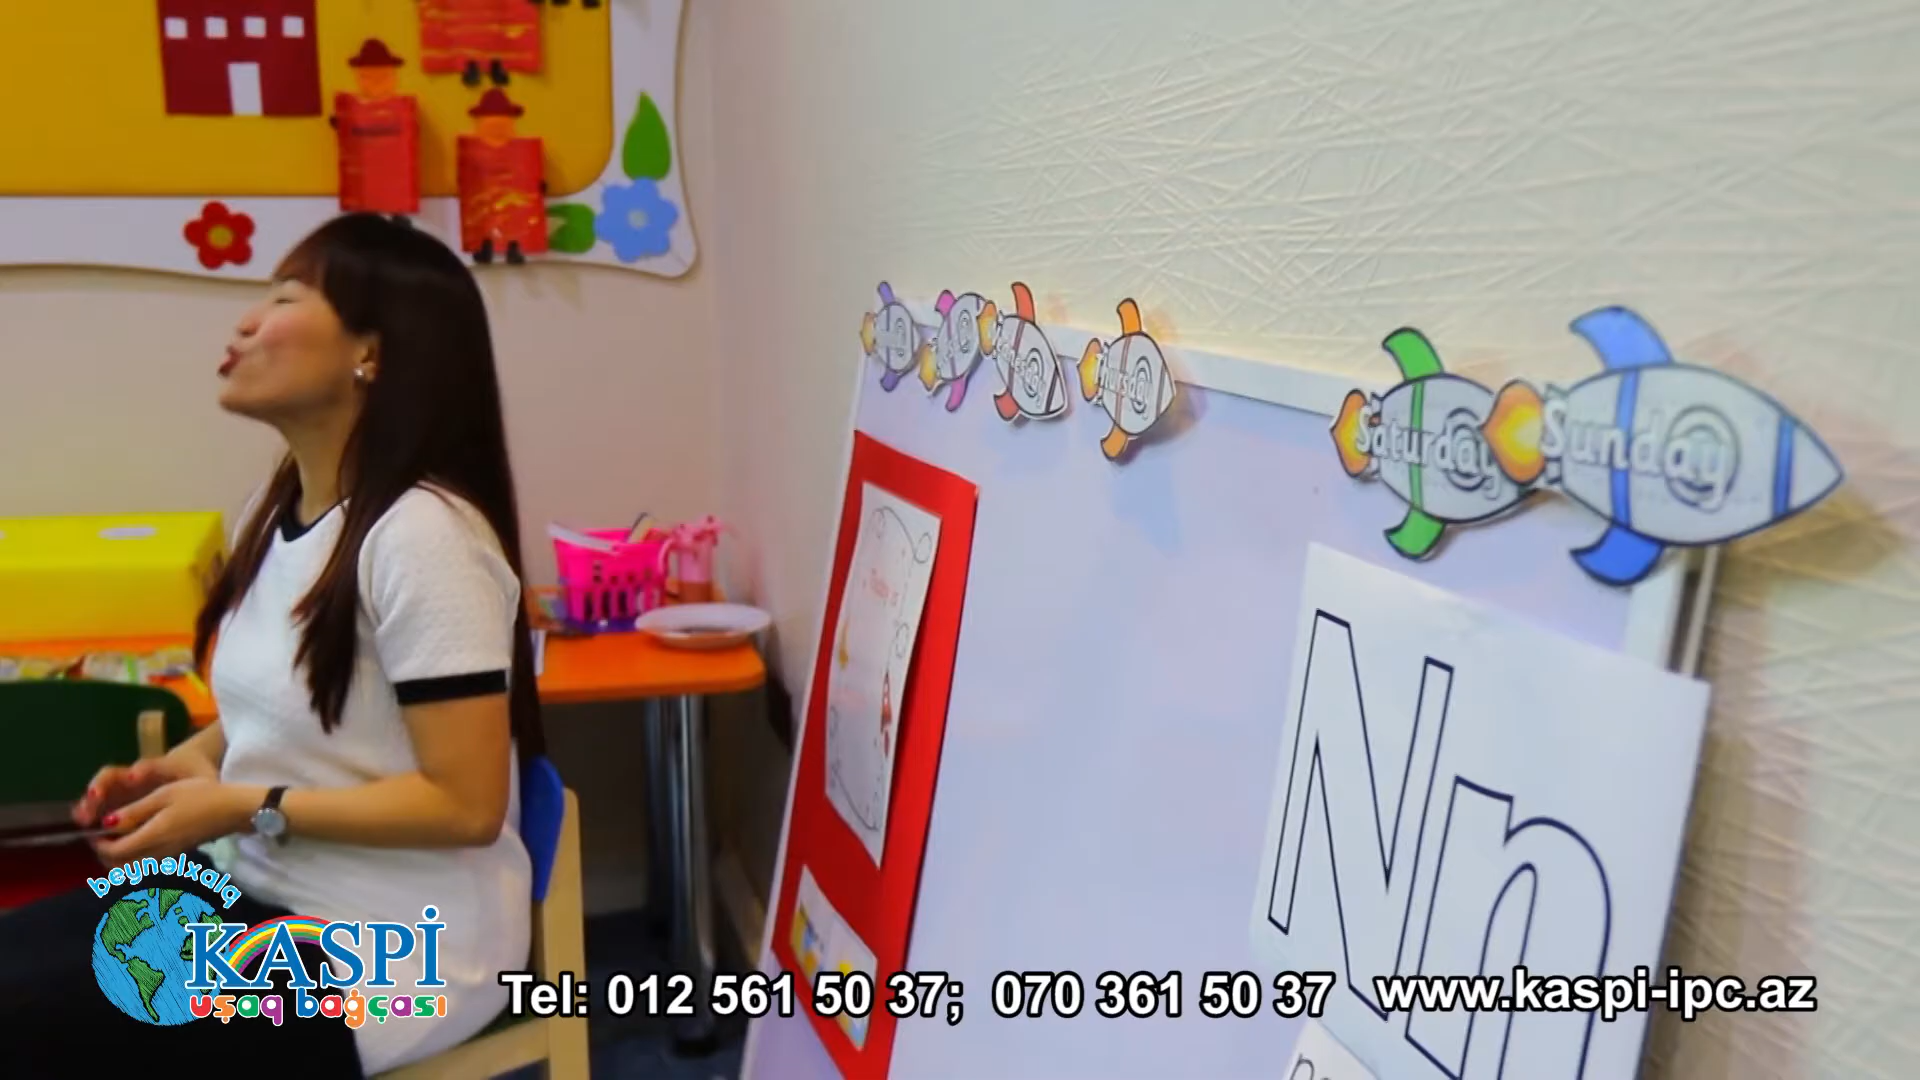 Thursday
Saturday
Sunday
Nn
beynəlxalq
KASPİ
uşaq bağçası
Tel: 012 561 50 37; 070 361 50 37 www.kaspi-ipc.az